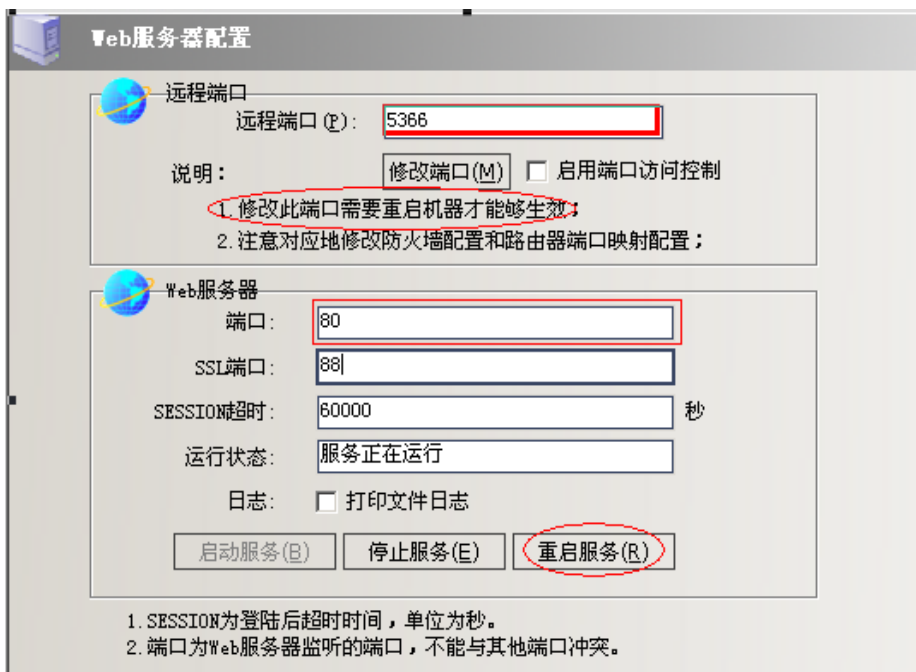 Web服务器配置
远程端口
远程端口(P): 5366
说明: 修改端口(M) 启用端口访问控制
1.修改此端口需要重启机器才能够生效;
2.注意对应地修改防火墙配置和路由器端口映射配置;
Web服务器
端口: 80
SSL端口: 88
SESSION超时: 60000 秒
运行状态: 服务正在运行
日志: 打印文件日志
启动服务(B) 停止服务(E) 重启服务(R)
1.SESSION为登陆后超时时间,单位为秒。
2.端口为Web服务器监听的端口,不能与其他端口冲突。